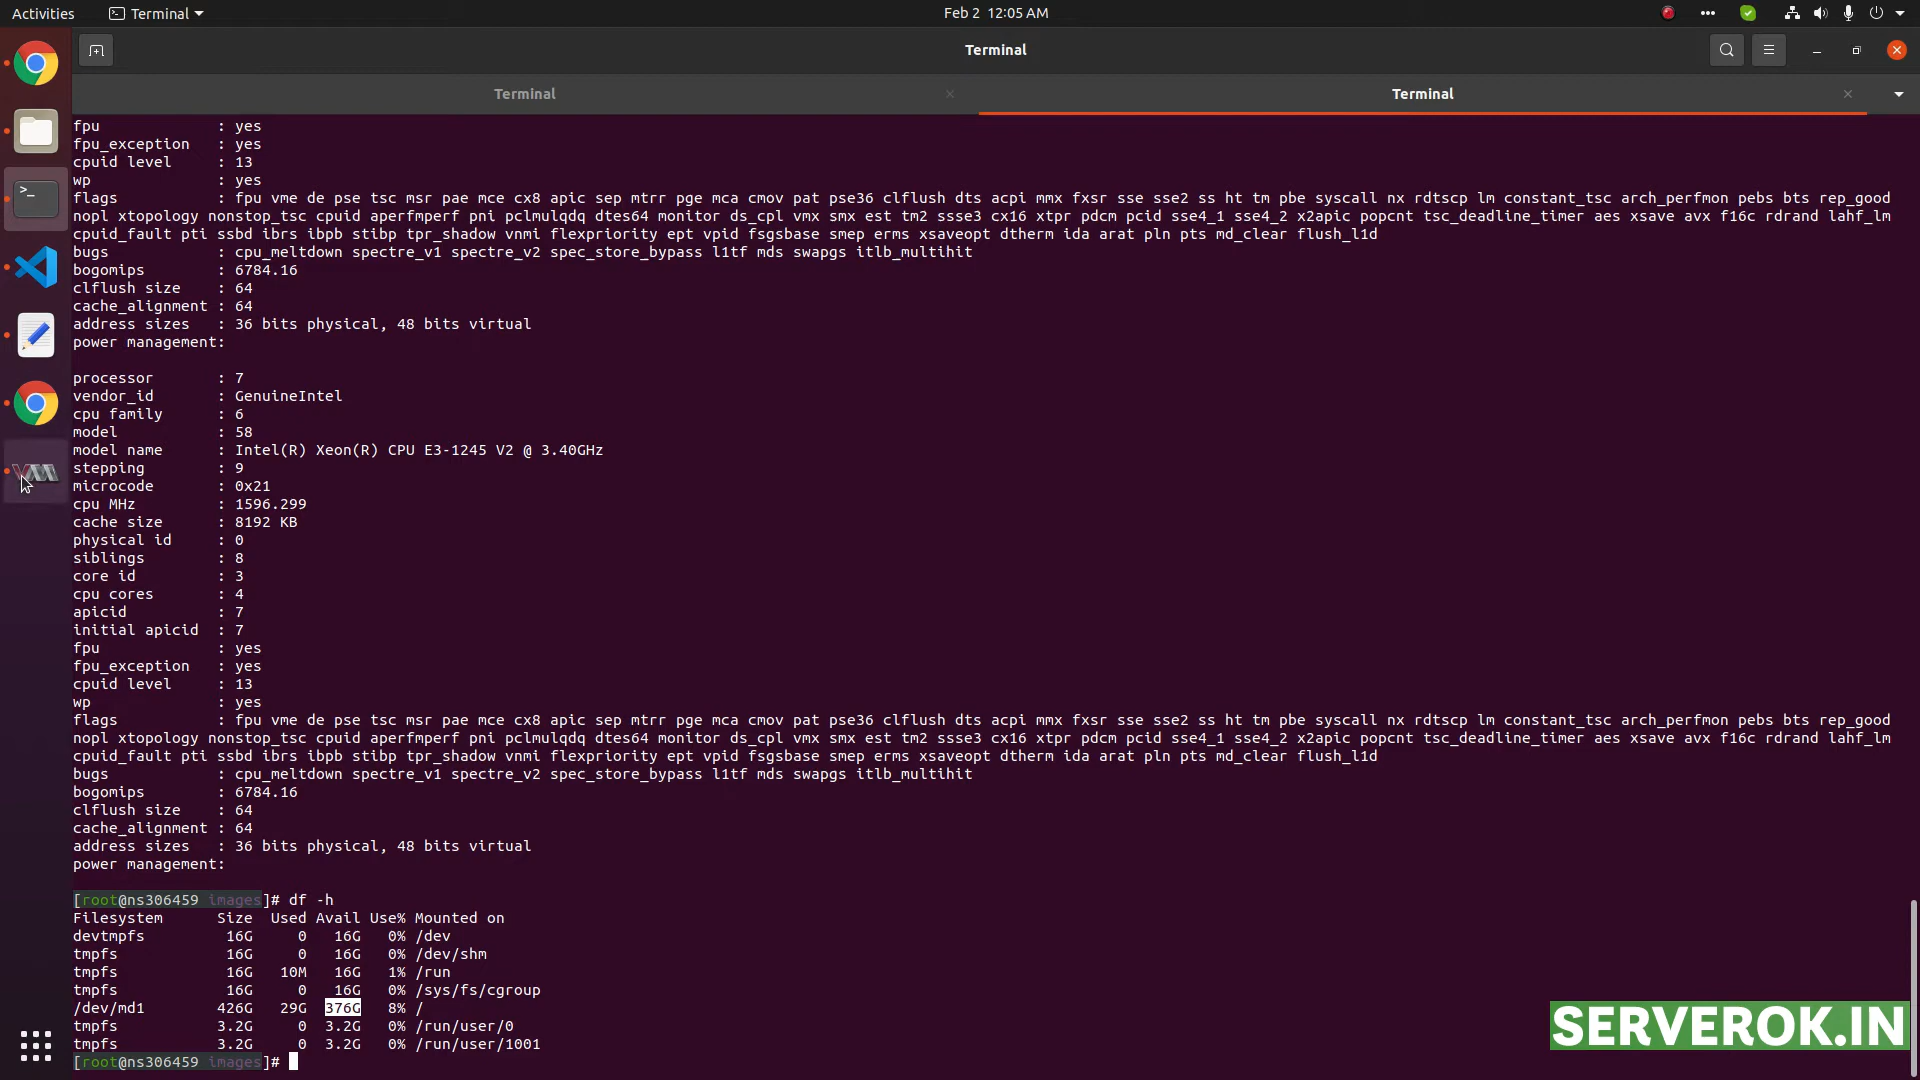 Activities
Terminal
Feb 2 12:05 AM
Terminal
Terminal
Terminal
fpu : yes
fpu_exception : yes
cpuid level : 13
wp : yes
flags : fpu vme de pse tsc msr pae mce cx8 apic sep mtrr pge mca cmov pat pse36 clflush dts acpi mmx fxsr sse sse2 ss ht tm pbe syscall nx rdtscp lm constant_tsc arch_perfmon pebs bts rep_good
nopl xtopology nonstop_tsc cpuid aperfmperf pni pclmulqdq dtes64 monitor ds_cpl vmx smx est tm2 ssse3 cx16 xtpr pdcm pcid sse4_1 sse4_2 x2apic popcnt tsc_deadline_timer aes xsave avx f16c rdrand lahf_lm
cpuid_fault pti ssbd ibrs ibpb stibp tpr_shadow vnmi flexpriority ept vpid fsgsbase smep erms xsaveopt dtherm ida arat pln pts md_clear flush_l1d
bugs : cpu_meltdown spectre_v1 spectre_v2 spec_store_bypass l1tf mds swapgs itlb_multihit
bogomips : 6784.16
clflush size : 64
cache_alignment : 64
address sizes : 36 bits physical, 48 bits virtual
power management:
processor : 7
vendor_id : GenuineIntel
cpu family : 6
model : 58
model name : Intel(R) Xeon(R) CPU E3-1245 V2 @ 3.40GHz
stepping : 9
microcode : 0x21
cpu MHz : 1596.299
cache size : 8192 KB
physical id : 0
siblings : 8
core id : 3
cpu cores : 4
apicid : 7
initial apicid : 7
fpu : yes
fpu_exception : yes
cpuid level : 13
wp : yes
flags : fpu vme de pse tsc msr pae mce cx8 apic sep mtrr pge mca cmov pat pse36 clflush dts acpi mmx fxsr sse sse2 ss ht tm pbe syscall nx rdtscp lm constant_tsc arch_perfmon pebs bts rep_good
nopl xtopology nonstop_tsc cpuid aperfmperf pni pclmulqdq dtes64 monitor ds_cpl vmx smx est tm2 ssse3 cx16 xtpr pdcm pcid sse4_1 sse4_2 x2apic popcnt tsc_deadline_timer aes xsave avx f16c rdrand lahf_lm
cpuid_fault pti ssbd ibrs ibpb stibp tpr_shadow vnmi flexpriority ept vpid fsgsbase smep erms xsaveopt dtherm ida arat pln pts md_clear flush_l1d
bugs : cpu_meltdown spectre_v1 spectre_v2 spec_store_bypass l1tf mds swapgs itlb_multihit
bogomips : 6784.16
clflush size : 64
cache_alignment : 64
address sizes : 36 bits physical, 48 bits virtual
power management:
[root@ns306459 images]# df -h
Filesystem Size Used Avail Use% Mounted on
devtmpfs 16G 0 16G 0% /dev
tmpfs 16G 0 16G 0% /dev/shm
tmpfs 16G 10M 16G 1% /run
tmpfs 16G 0 16G 0% /sys/fs/cgroup
/dev/md1 426G 29G 376G 8% /
tmpfs 3.2G 0 3.2G 0% /run/user/0
tmpfs 3.2G 0 3.2G 0% /run/user/1001
[root@ns306459 images]#
SERVEROK.IN